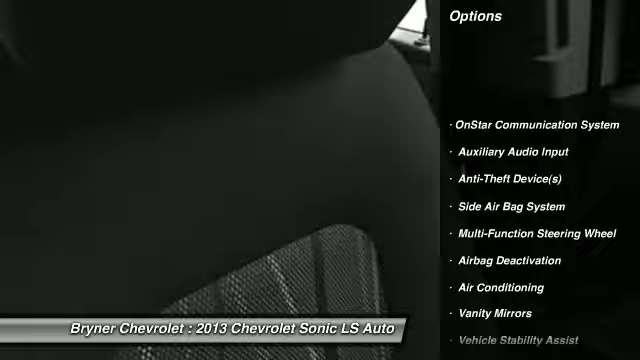 Options
· OnStar Communication System
· Auxiliary Audio Input
· Anti-Theft Device(s)
· Side Air Bag System
· Multi-Function Steering Wheel
· Airbag Deactivation
· Air Conditioning
· Vanity Mirrors
· Vehicle Stability Assist
Bryner Chevrolet : 2013 Chevrolet Sonic LS Auto